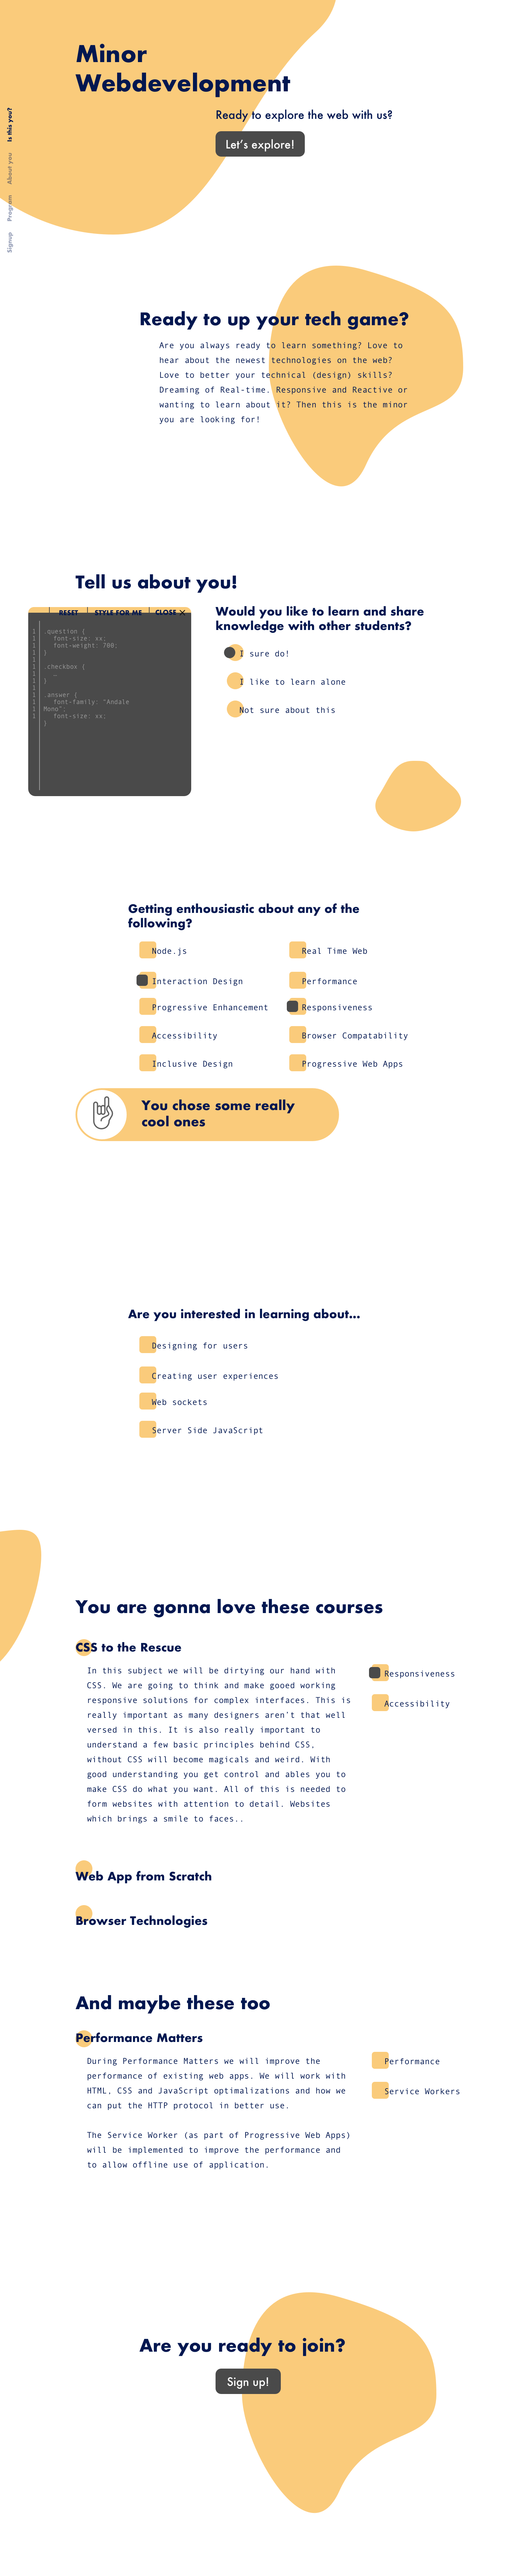 Minor
Webdevelopment
Ready to explore the web with us?
Let's explore!
Is this you?
About you
Program
Signup
Ready to up your tech game?
Are you always ready to learn something? Love to
hear about the newest technologies on the web?
Love to better your technical (design) skills?
Dreaming of Real-time. Responsive and Reactive or
wanting to learn about it? Then this is the minor
you are looking for!
Tell us about you!
RESET
STYLE FOR ME
CLOSE
1 .question {
1 font-size: xx;
2 font-weight: 700;
1 }
1
1 .checkbox {
1 …
1 }
1
1 .answer {
1 font-family: "Andale
1 Mono";
1 font-size: xx;
}
Would you like to learn and share
knowledge with other students?
I sure do!
I like to learn alone
Not sure about this
Getting enthousiastic about any of the
following?
Node.js
Real Time Web
Interaction Design
Performance
Progressive Enhancement
Responsiveness
Accessibility
Browser Compatability
Inclusive Design
Progressive Web Apps
You chose some really
cool ones
Are you interested in learning about...
Designing for users
Creating user experiences
Web sockets
Server Side JavaScript
You are gonna love these courses
CSS to the Rescue
In this subject we will be dirtying our hand with
CSS. We are going to think and make gooed working
responsive solutions for complex interfaces. This is
really important as many designers aren't that well
versed in this. It is also really important to
understand a few basic principles behind CSS,
without CSS will become magicals and weird. With
good understanding you get control and ables you to
make CSS do what you want. All of this is needed to
form websites with attention to detail. Websites
which brings a smile to faces..
Responsiveness
Accessibility
Web App from Scratch
Browser Technologies
And maybe these too
Performance Matters
During Performance Matters we will improve the
performance of existing web apps. We will work with
HTML, CSS and JavaScript optimalizations and how we
can put the HTTP protocol in better use.
The Service Worker (as part of Progressive Web Apps)
will be implemented to improve the performance and
to allow offline use of application.
Performance
Service Workers
Are you ready to join?
Sign up!